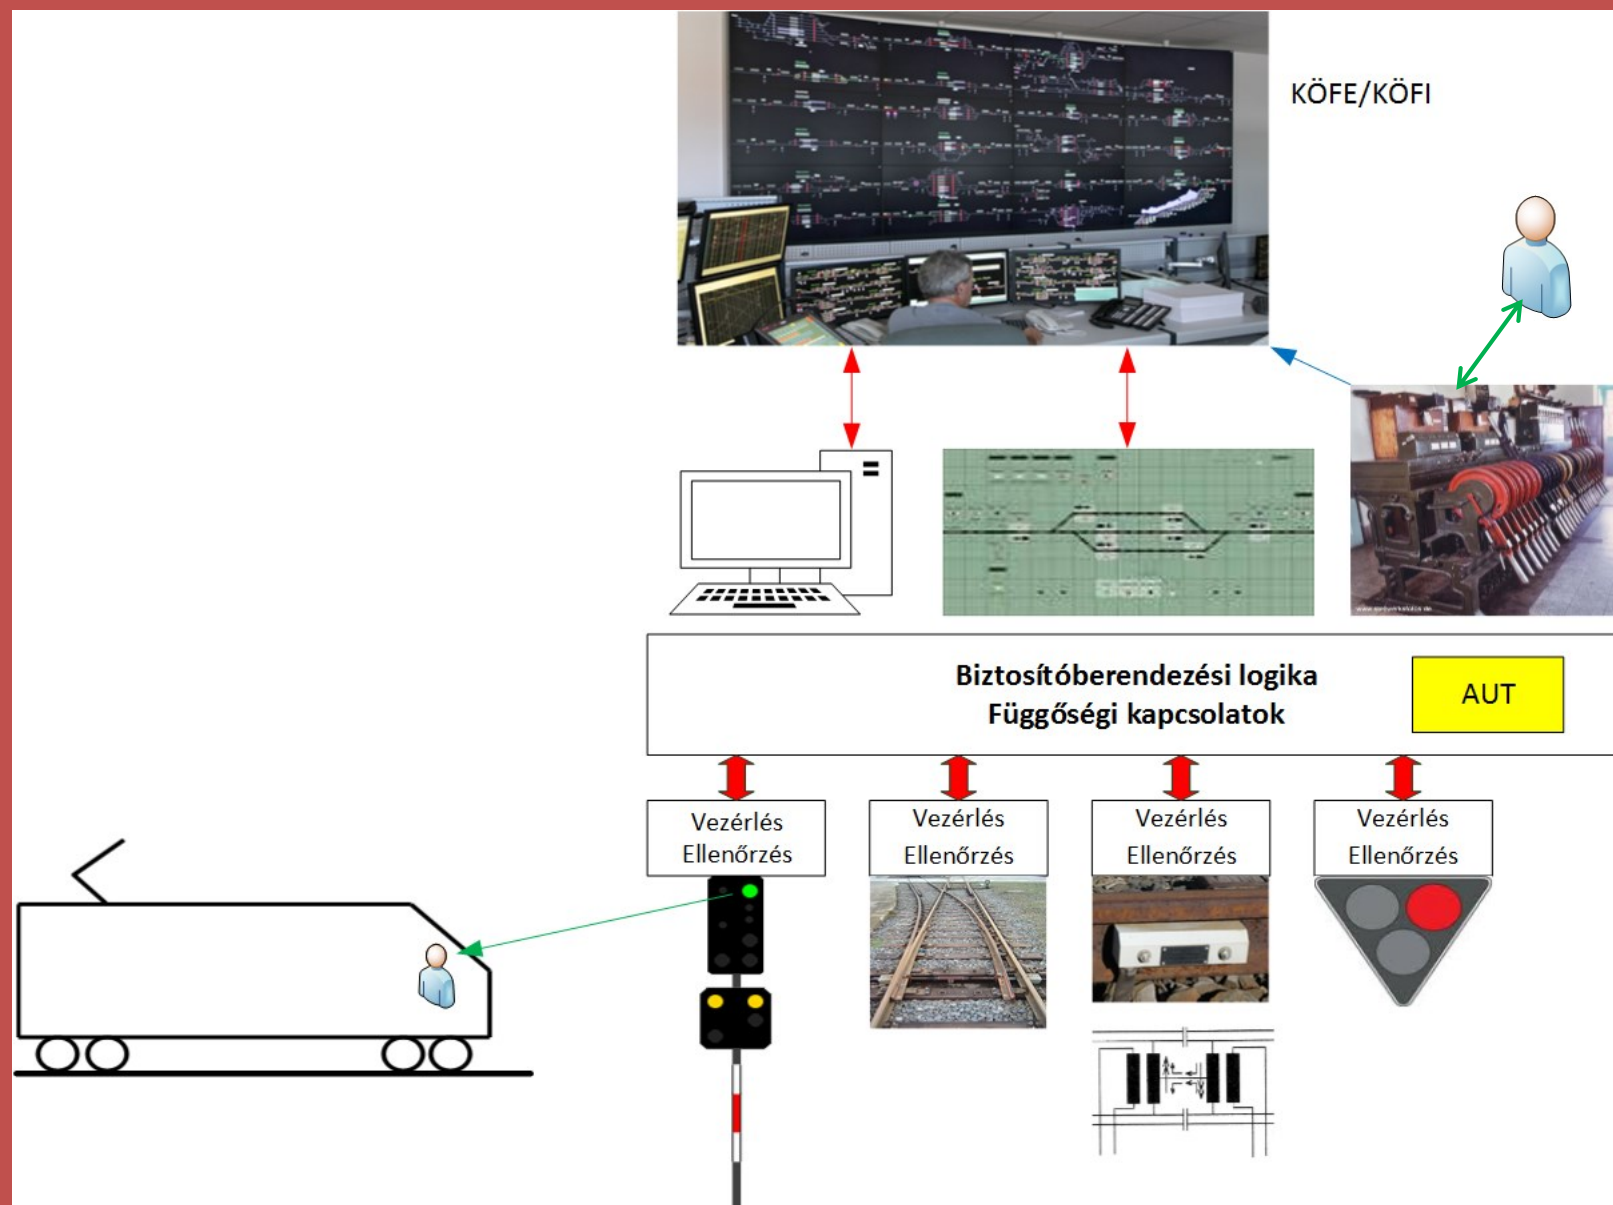 KÖFE/KÖFI
Biztosítóberendezési logika
Függőségi kapcsolatok
AUT
Vezérlés
Ellenőrzés
Vezérlés
Ellenőrzés
Vezérlés
Ellenőrzés
Vezérlés
Ellenőrzés